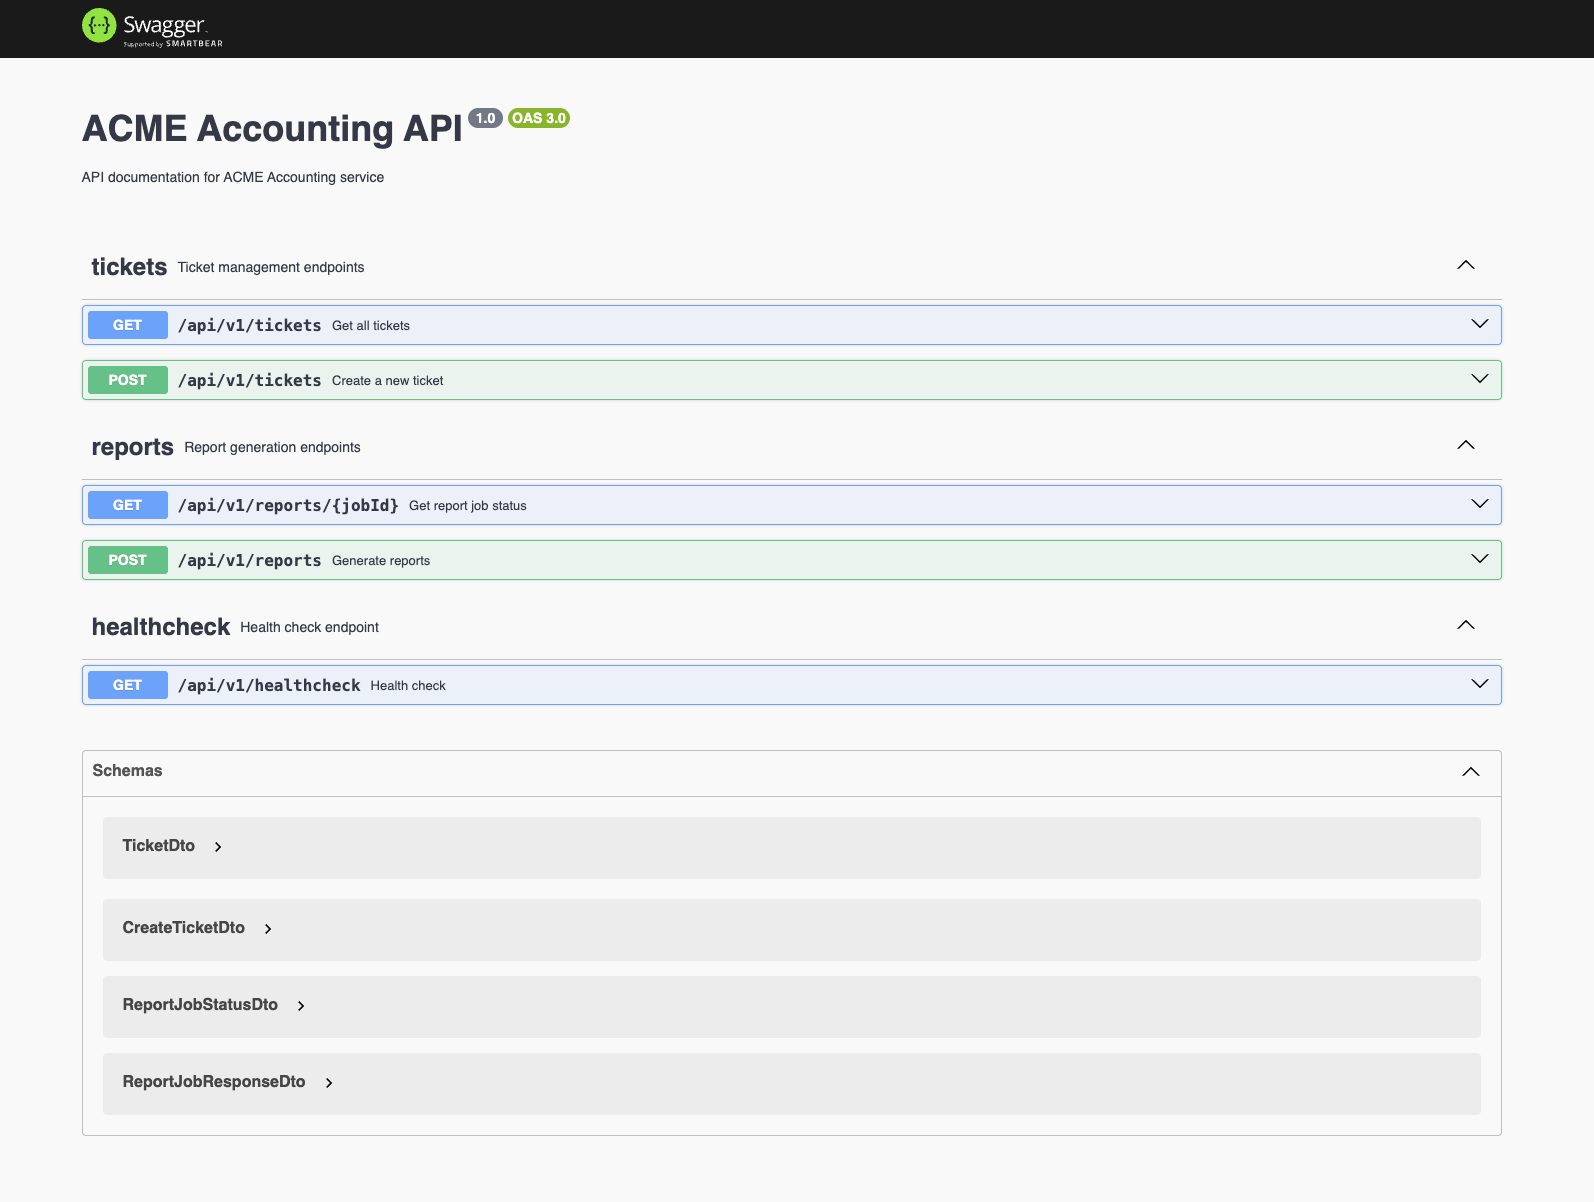 {···} Swagger.
Supported by SMARTBEAR
ACME Accounting API 1.0 OAS 3.0
API documentation for ACME Accounting service
tickets Ticket management endpoints
GET /api/v1/tickets Get all tickets
POST /api/v1/tickets Create a new ticket
reports Report generation endpoints
GET /api/v1/reports/{jobId} Get report job status
POST /api/v1/reports Generate reports
healthcheck Health check endpoint
GET /api/v1/healthcheck Health check
Schemas
TicketDto
CreateTicketDto
ReportJobStatusDto
ReportJobResponseDto